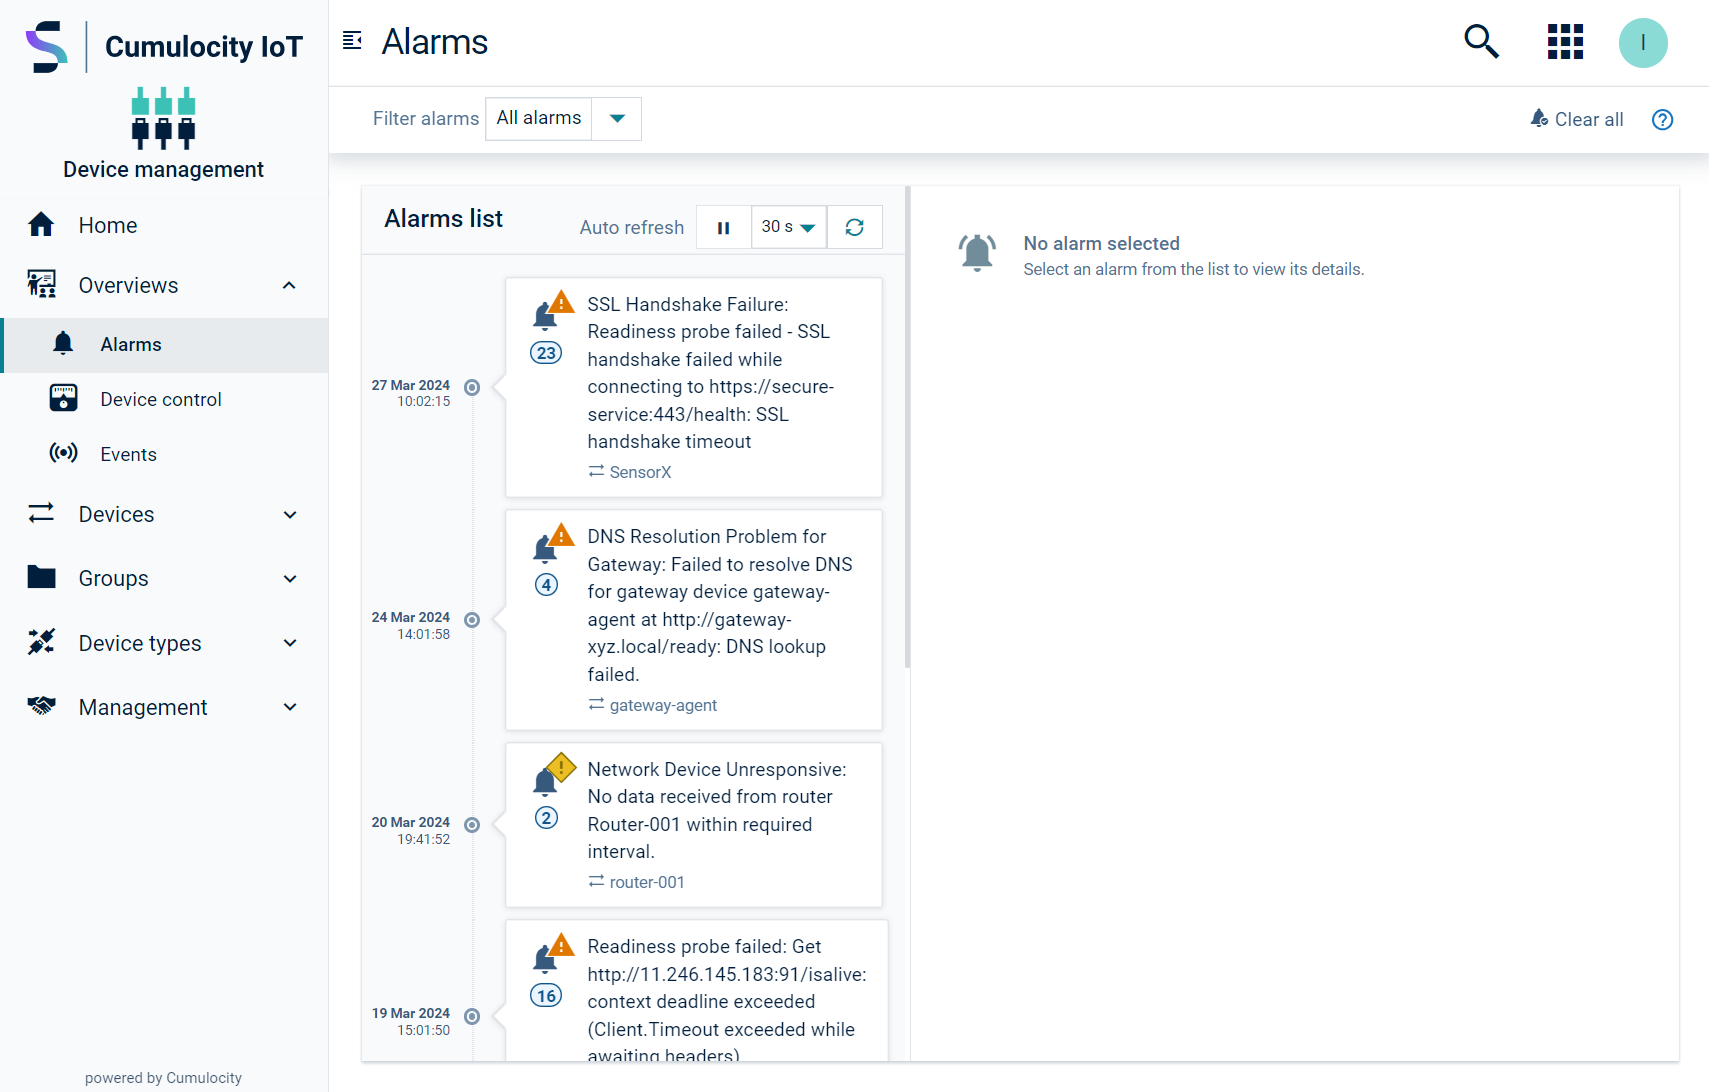 Cumulocity IoT
Device management
Home
Overviews
Alarms
Device control
Events
Devices
Groups
Device types
Management
powered by Cumulocity
Alarms
I
Filter alarms
All alarms
Clear all
?
Alarms list
Auto refresh
30 s
27 Mar 2024
10:02:15
23
SSL Handshake Failure:
Readiness probe failed - SSL
handshake failed while
connecting to https://secure-
service:443/health: SSL
handshake timeout
SensorX
24 Mar 2024
14:01:58
4
DNS Resolution Problem for
Gateway: Failed to resolve DNS
for gateway device gateway-
agent at http://gateway-
xyz.local/ready: DNS lookup
failed.
gateway-agent
20 Mar 2024
19:41:52
2
Network Device Unresponsive:
No data received from router
Router-001 within required
interval.
router-001
19 Mar 2024
15:01:50
16
Readiness probe failed: Get
http://11.246.145.183:91/isalive:
context deadline exceeded
(Client.Timeout exceeded while
awaiting headers)
No alarm selected
Select an alarm from the list to view its details.